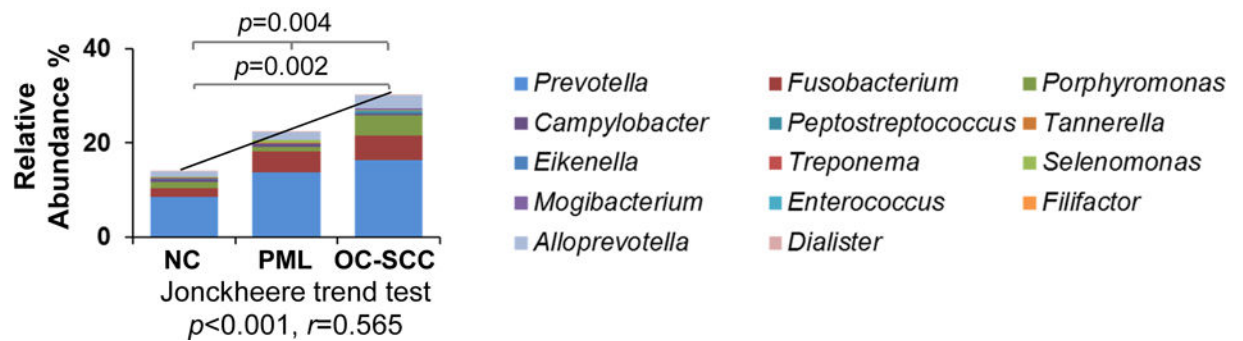 p=0.004
p=0.002
Relative
Abundance %
40
20
0
NC PML OC-SCC
Jonckheere trend test
p<0.001, r=0.565
Prevotella Fusobacterium Porphyromonas
Campylobacter Peptostreptococcus Tannerella
Eikenella Treponema Selenomonas
Mogibacterium Enterococcus Filifactor
Alloprevotella Dialister